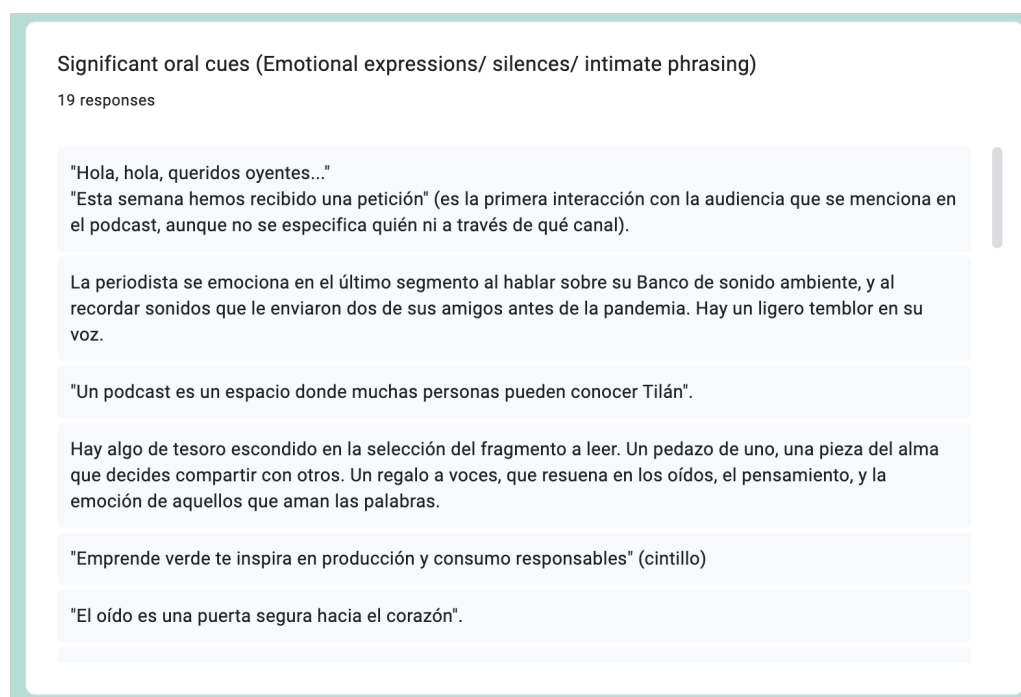 Significant oral cues (Emotional expressions/ silences/ intimate phrasing)
19 responses
"Hola, hola, queridos oyentes..."
"Esta semana hemos recibido una petición" (es la primera interacción con la audiencia que se menciona en
el podcast, aunque no se especifica quién ni a través de qué canal).
La periodista se emociona en el último segmento al hablar sobre su Banco de sonido ambiente, y al
recordar sonidos que le enviaron dos de sus amigos antes de la pandemia. Hay un ligero temblor en su
voz.
"Un podcast es un espacio donde muchas personas pueden conocer Tilán".
Hay algo de tesoro escondido en la selección del fragmento a leer. Un pedazo de uno, una pieza del alma
que decides compartir con otros. Un regalo a voces, que resuena en los oídos, el pensamiento, y la
emoción de aquellos que aman las palabras.
"Emprende verde te inspira en producción y consumo responsables" (cintillo)
"El oído es una puerta segura hacia el corazón".